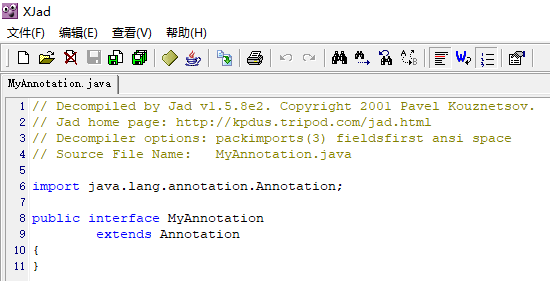 XJad
文件(F) 编辑(E) 查看(V) 帮助(H)
MyAnnotation.java
1 // Decompiled by Jad v1.5.8e2. Copyright 2001 Pavel Kouznetsov.
2 // Jad home page: http://kpdus.tripod.com/jad.html
3 // Decompiler options: packimports(3) fieldsfirst ansi space
4 // Source File Name:   MyAnnotation.java
5
6 import java.lang.annotation.Annotation;
7
8 public interface MyAnnotation
9         extends Annotation
10 {
11 }